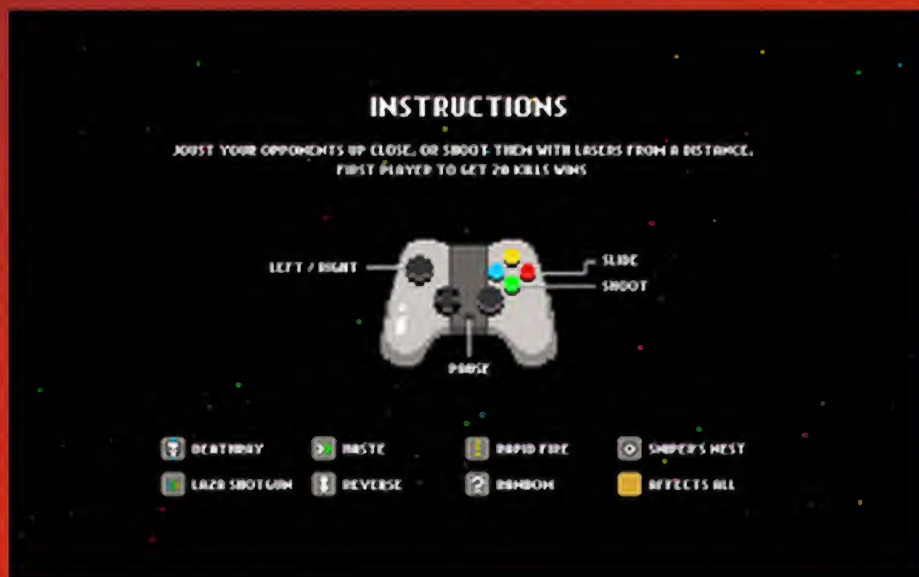 INSTRUCTIONS
JOUST YOUR OPPONENTS UP CLOSE, OR SHOOT THEM WITH LASERS FROM A DISTANCE.
FIRST PLAYER TO GET 20 KILLS WINS
LEFT / RIGHT
SLIDE
SHOOT
PAUSE
DEATHRAY HASTE RAPID FIRE SNIPER'S NEST
LAZR SHOTGUN REVERSE ? RANDOM AFFECTS ALL